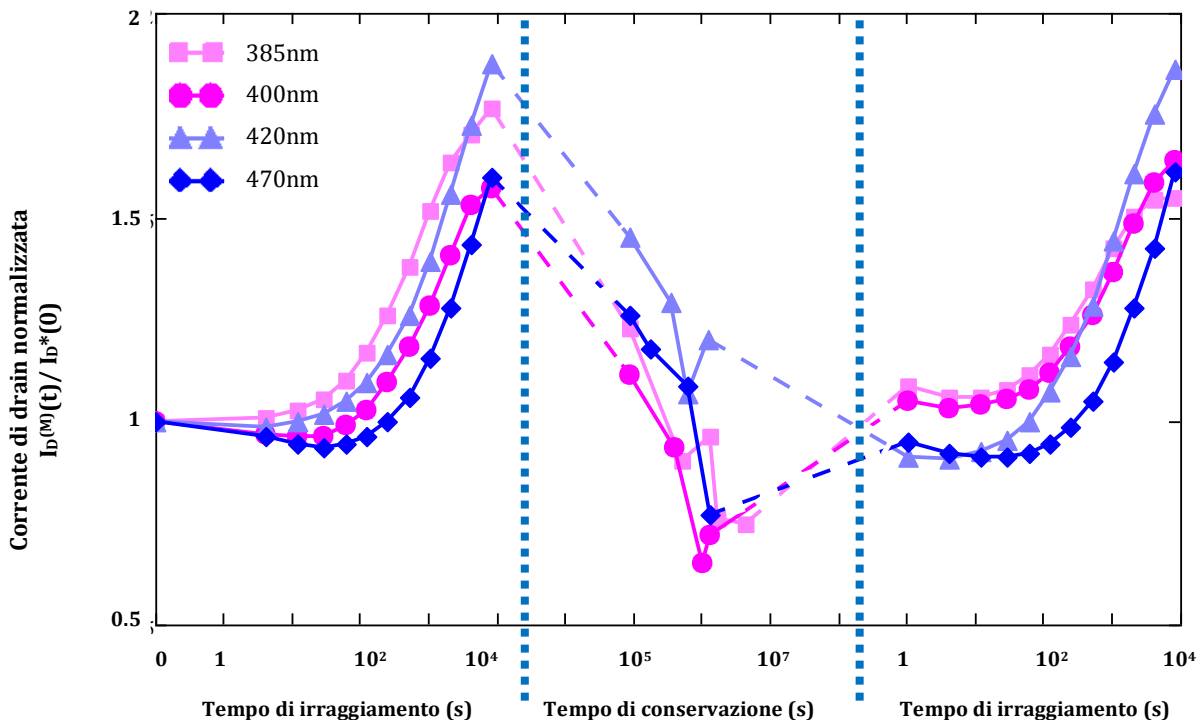 2
385nm
400nm
420nm
470nm
1.5
1
0.5
Corrente di drain normalizzata
I_D^(M)(t)/ I_D*(0)
0 1 10² 10⁴ 10⁵ 10⁷ 1 10² 10⁴
Tempo di irraggiamento (s) Tempo di conservazione (s) Tempo di irraggiamento (s)